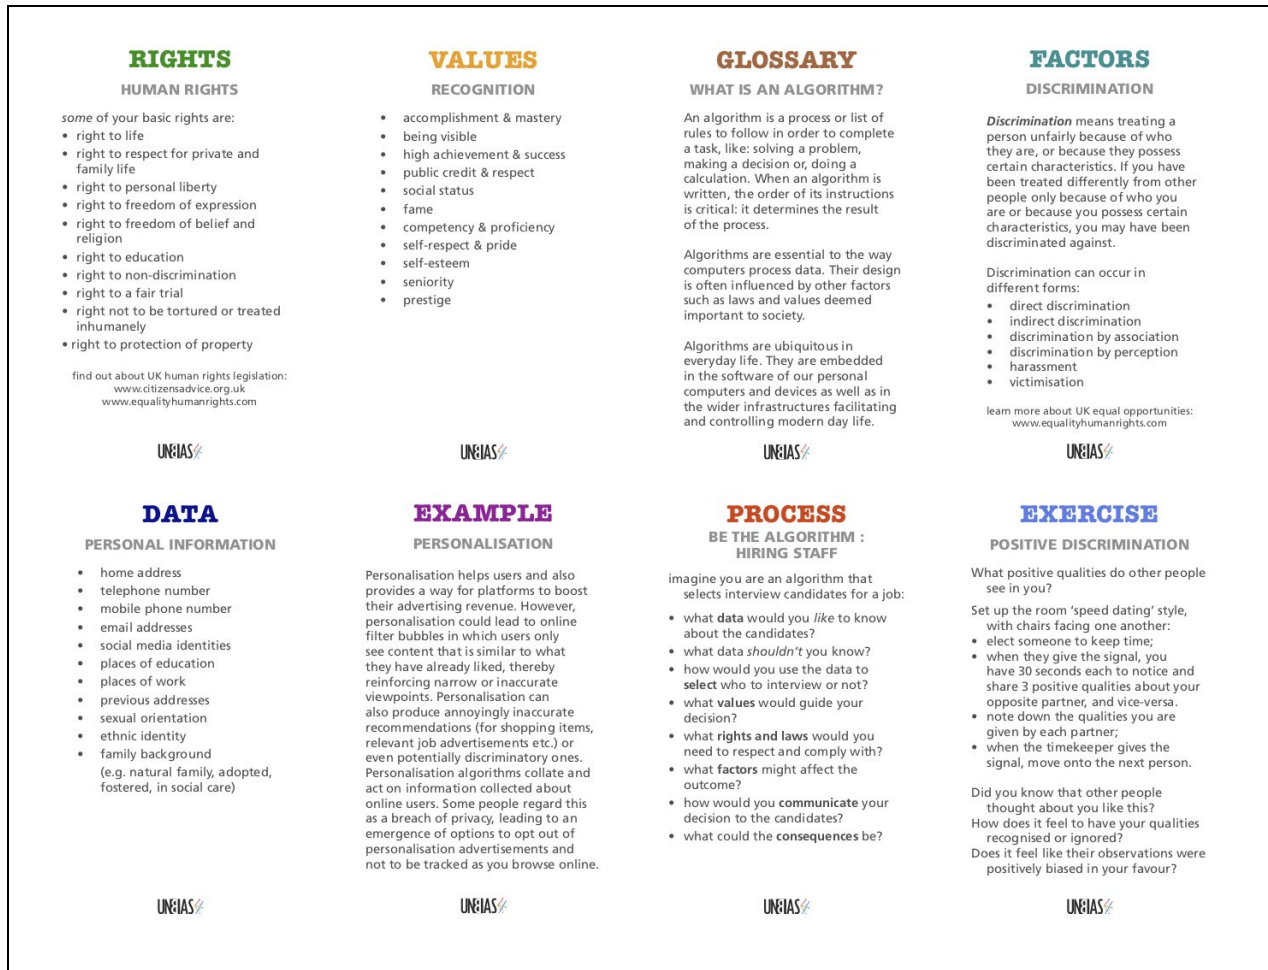 RIGHTS
HUMAN RIGHTS
some of your basic rights are:
• right to life
• right to respect for private and
family life
• right to personal liberty
• right to freedom of expression
• right to freedom of belief and
religion
• right to education
• right to non-discrimination
• right to a fair trial
• right not to be tortured or treated
inhumanely
• right to protection of property
find out about UK human rights legislation:
www.citizensadvice.org.uk
www.equalityhumanrights.com
UNBIAS
VALUES
RECOGNITION
• accomplishment & mastery
• being visible
• high achievement & success
• public credit & respect
• social status
• fame
• competency & proficiency
• self-respect & pride
• self-esteem
• seniority
• prestige
UNBIAS
GLOSSARY
WHAT IS AN ALGORITHM?
An algorithm is a process or list of
rules to follow in order to complete
a task, like: solving a problem,
making a decision or, doing a
calculation. When an algorithm is
written, the order of its instructions
is critical: it determines the result
of the process.
Algorithms are essential to the way
computers process data. Their design
is often influenced by other factors
such as laws and values deemed
important to society.
Algorithms are ubiquitous in
everyday life. They are embedded
in the software of our personal
computers and devices as well as in
the wider infrastructures facilitating
and controlling modern day life.
UNBIAS
FACTORS
DISCRIMINATION
Discrimination means treating a
person unfairly because of who
they are, or because they possess
certain characteristics. If you have
been treated differently from other
people only because of who you
are or because you possess certain
characteristics, you may have been
discriminated against.
Discrimination can occur in
different forms:
• direct discrimination
• indirect discrimination
• discrimination by association
• discrimination by perception
• harassment
• victimisation
learn more about UK equal opportunities:
www.equalityhumanrights.com
UNBIAS
DATA
PERSONAL INFORMATION
• home address
• telephone number
• mobile phone number
• email addresses
• social media identities
• places of education
• places of work
• previous addresses
• sexual orientation
• ethnic identity
• family background
(e.g. natural family, adopted,
fostered, in social care)
UNBIAS
EXAMPLE
PERSONALISATION
Personalisation helps users and also
provides a way for platforms to boost
their advertising revenue. However,
personalisation could lead to online
filter bubbles in which users only
see content that is similar to what
they have already liked, thereby
reinforcing narrow or inaccurate
viewpoints. Personalisation can
also produce annoyingly inaccurate
recommendations (for shopping items,
relevant job advertisements etc.) or
even potentially discriminatory ones.
Personalisation algorithms collate and
act on information collected about
online users. Some people regard this
as a breach of privacy, leading to an
emergence of options to opt out of
personalisation advertisements and
not to be tracked as you browse online.
UNBIAS
PROCESS
BE THE ALGORITHM :
HIRING STAFF
imagine you are an algorithm that
selects interview candidates for a job:
• what data would you like to know
about the candidates?
• what data shouldn't you know?
• how would you use the data to
select who to interview or not?
• what values would guide your
decision?
• what rights and laws would you
need to respect and comply with?
• what factors might affect the
outcome?
• how would you communicate your
decision to the candidates?
• what could the consequences be?
UNBIAS
EXERCISE
POSITIVE DISCRIMINATION
What positive qualities do other people
see in you?
Set up the room 'speed dating' style,
with chairs facing one another:
• elect someone to keep time;
• when they give the signal, you
have 30 seconds each to notice and
share 3 positive qualities about your
opposite partner, and vice-versa.
• note down the qualities you are
given by each partner;
• when the timekeeper gives the
signal, move onto the next person.
Did you know that other people
thought about you like this?
How does it feel to have your qualities
recognised or ignored?
Does it feel like their observations were
positively biased in your favour?
UNBIAS